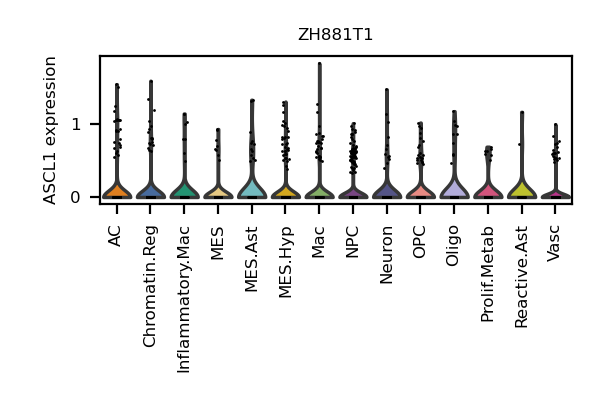 ZH881T1
ASCL1 expression
1
0
AC
Chromatin.Reg
Inflammatory.Mac
MES
MES.Ast
MES.Hyp
Mac
NPC
Neuron
OPC
Oligo
Prolif.Metab
Reactive.Ast
Vasc